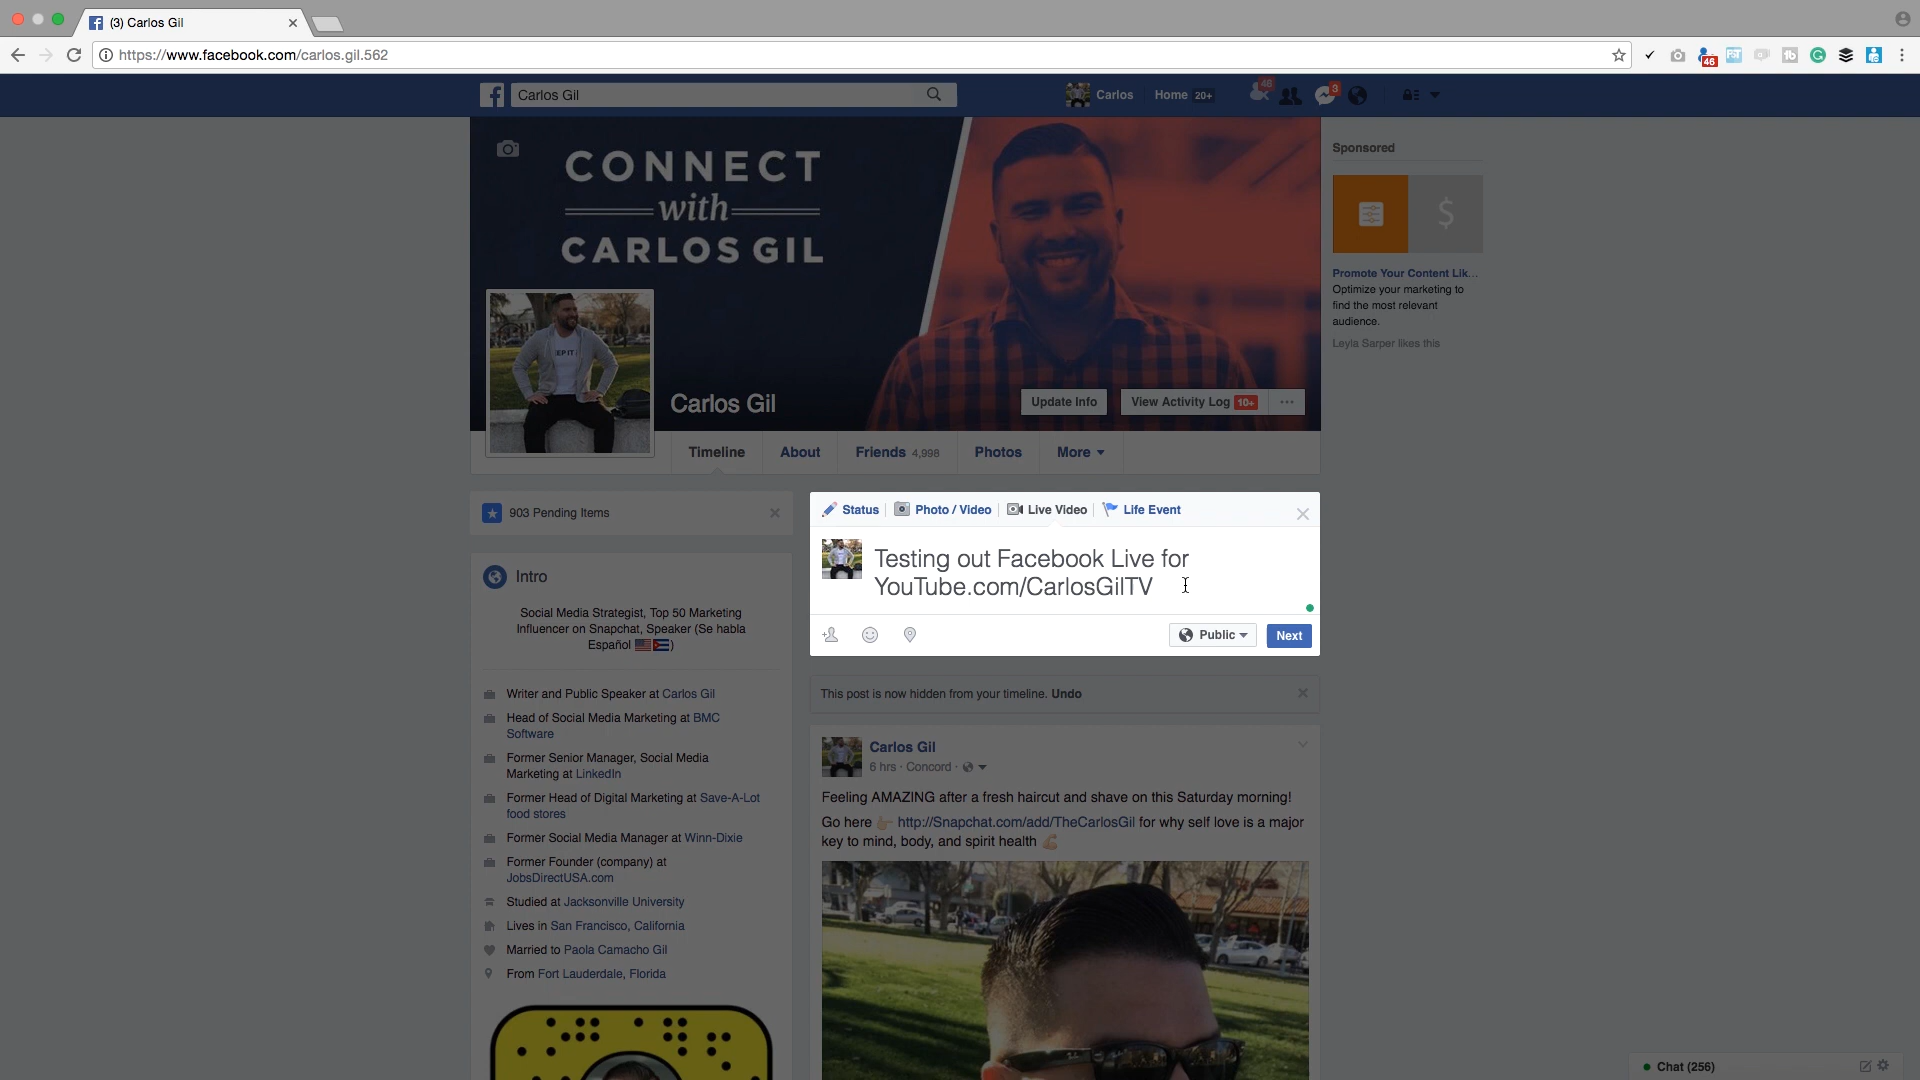 (3) Carlos Gil
https://www.facebook.com/carlos.gil.562
46
Carlos Gil
Carlos
Home 20+
48
3
CONNECT
with
CARLOS GIL
Carlos Gil
Update Info
View Activity Log 10+
Timeline
About
Friends 4,998
Photos
More
Sponsored
Promote Your Content Lik...
Optimize your marketing to
find the most relevant
audience.
Leyla Sarper likes this
903 Pending Items
Intro
Social Media Strategist, Top 50 Marketing
Influencer on Snapchat, Speaker (Se habla
Español 🇺🇸🇨🇺)
Writer and Public Speaker at Carlos Gil
Head of Social Media Marketing at BMC
Software
Former Senior Manager, Social Media
Marketing at LinkedIn
Former Head of Digital Marketing at Save-A-Lot
food stores
Former Social Media Manager at Winn-Dixie
Former Founder (company) at
JobsDirectUSA.com
Studied at Jacksonville University
Lives in San Francisco, California
Married to Paola Camacho Gil
From Fort Lauderdale, Florida
Status
Photo / Video
Live Video
Life Event
Testing out Facebook Live for
YouTube.com/CarlosGilTV
Public
Next
This post is now hidden from your timeline. Undo
Carlos Gil
6 hrs · Concord ·
Feeling AMAZING after a fresh haircut and shave on this Saturday morning!
Go here 👉🏼 http://Snapchat.com/add/TheCarlosGil for why self love is a major
key to mind, body, and spirit health 💪🏼
Chat (256)